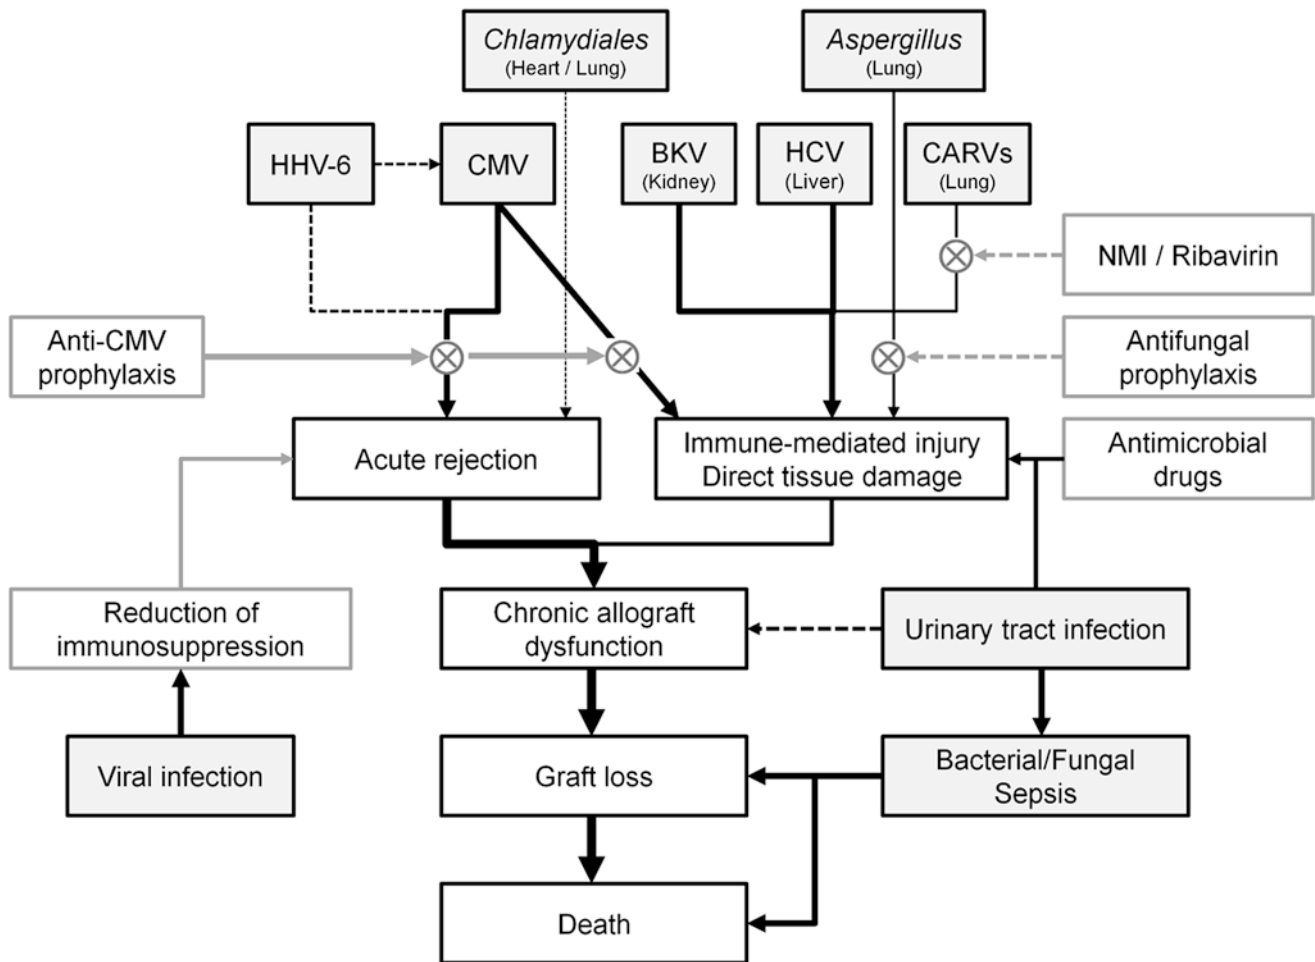 Chlamydiales
(Heart / Lung)
Aspergillus
(Lung)
HHV-6
CMV
BKV
(Kidney)
HCV
(Liver)
CARVs
(Lung)
NMI / Ribavirin
Anti-CMV
prophylaxis
Antifungal
prophylaxis
Acute rejection
Immune-mediated injury
Direct tissue damage
Antimicrobial
drugs
Reduction of
immunosuppression
Chronic allograft
dysfunction
Urinary tract infection
Viral infection
Graft loss
Bacterial/Fungal
Sepsis
Death